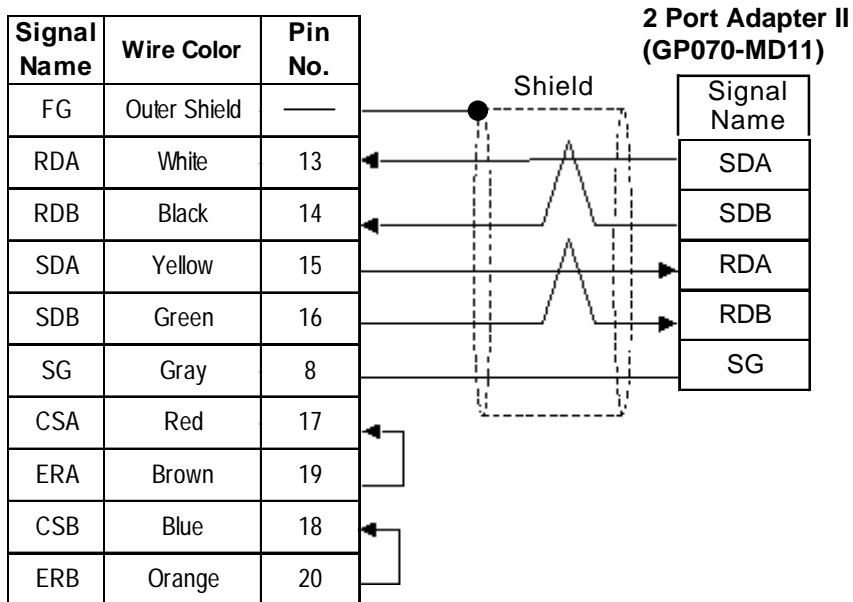 2 Port Adapter II
(GP070-MD11)
Signal Name Wire Color Pin No.
FG Outer Shield ——
RDA White 13
RDB Black 14
SDA Yellow 15
SDB Green 16
SG Gray 8
CSA Red 17
ERA Brown 19
CSB Blue 18
ERB Orange 20
Shield
Signal
Name
SDA
SDB
RDA
RDB
SG